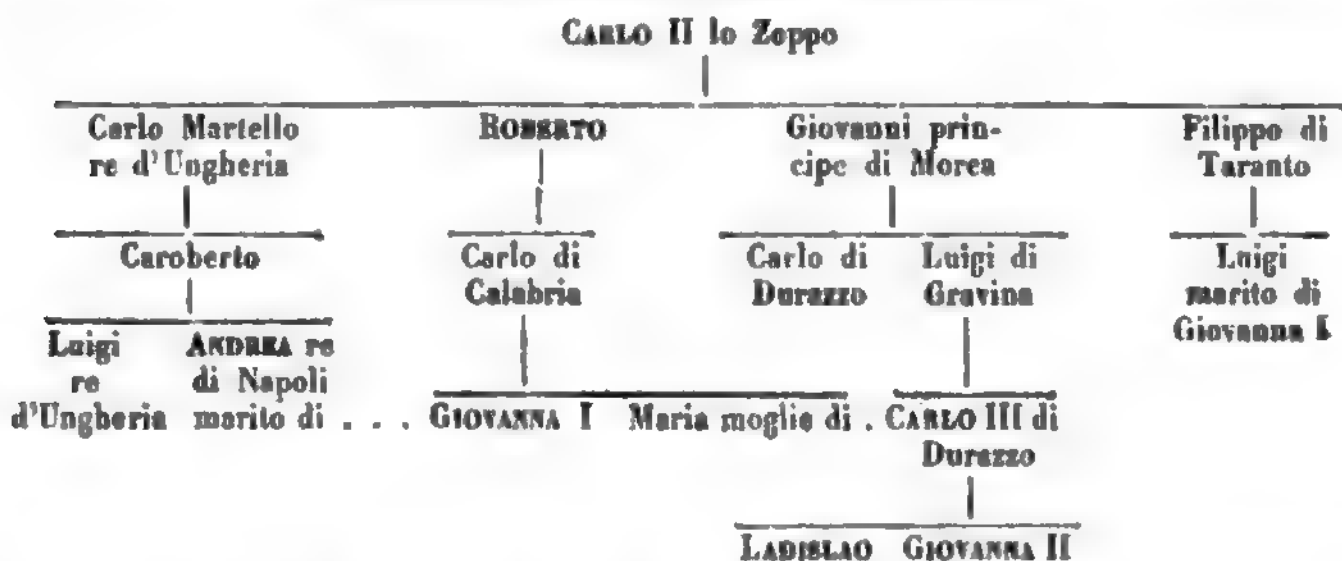 CARLO II lo Zoppo
Carlo Martello ROBERTO Giovanni prin- Filippo di
re d'Ungheria cipe di Morea Taranto
Caroberto Carlo di Carlo di Luigi di Luigi
Calabria Durazzo Gravina marito di
Luigi ANDREA re Giovanna I
re di Napoli
d'Ungheria marito di . . . GIOVANNA I Maria moglie di . CARLO III di
Durazzo
LADISLAO GIOVANNA II